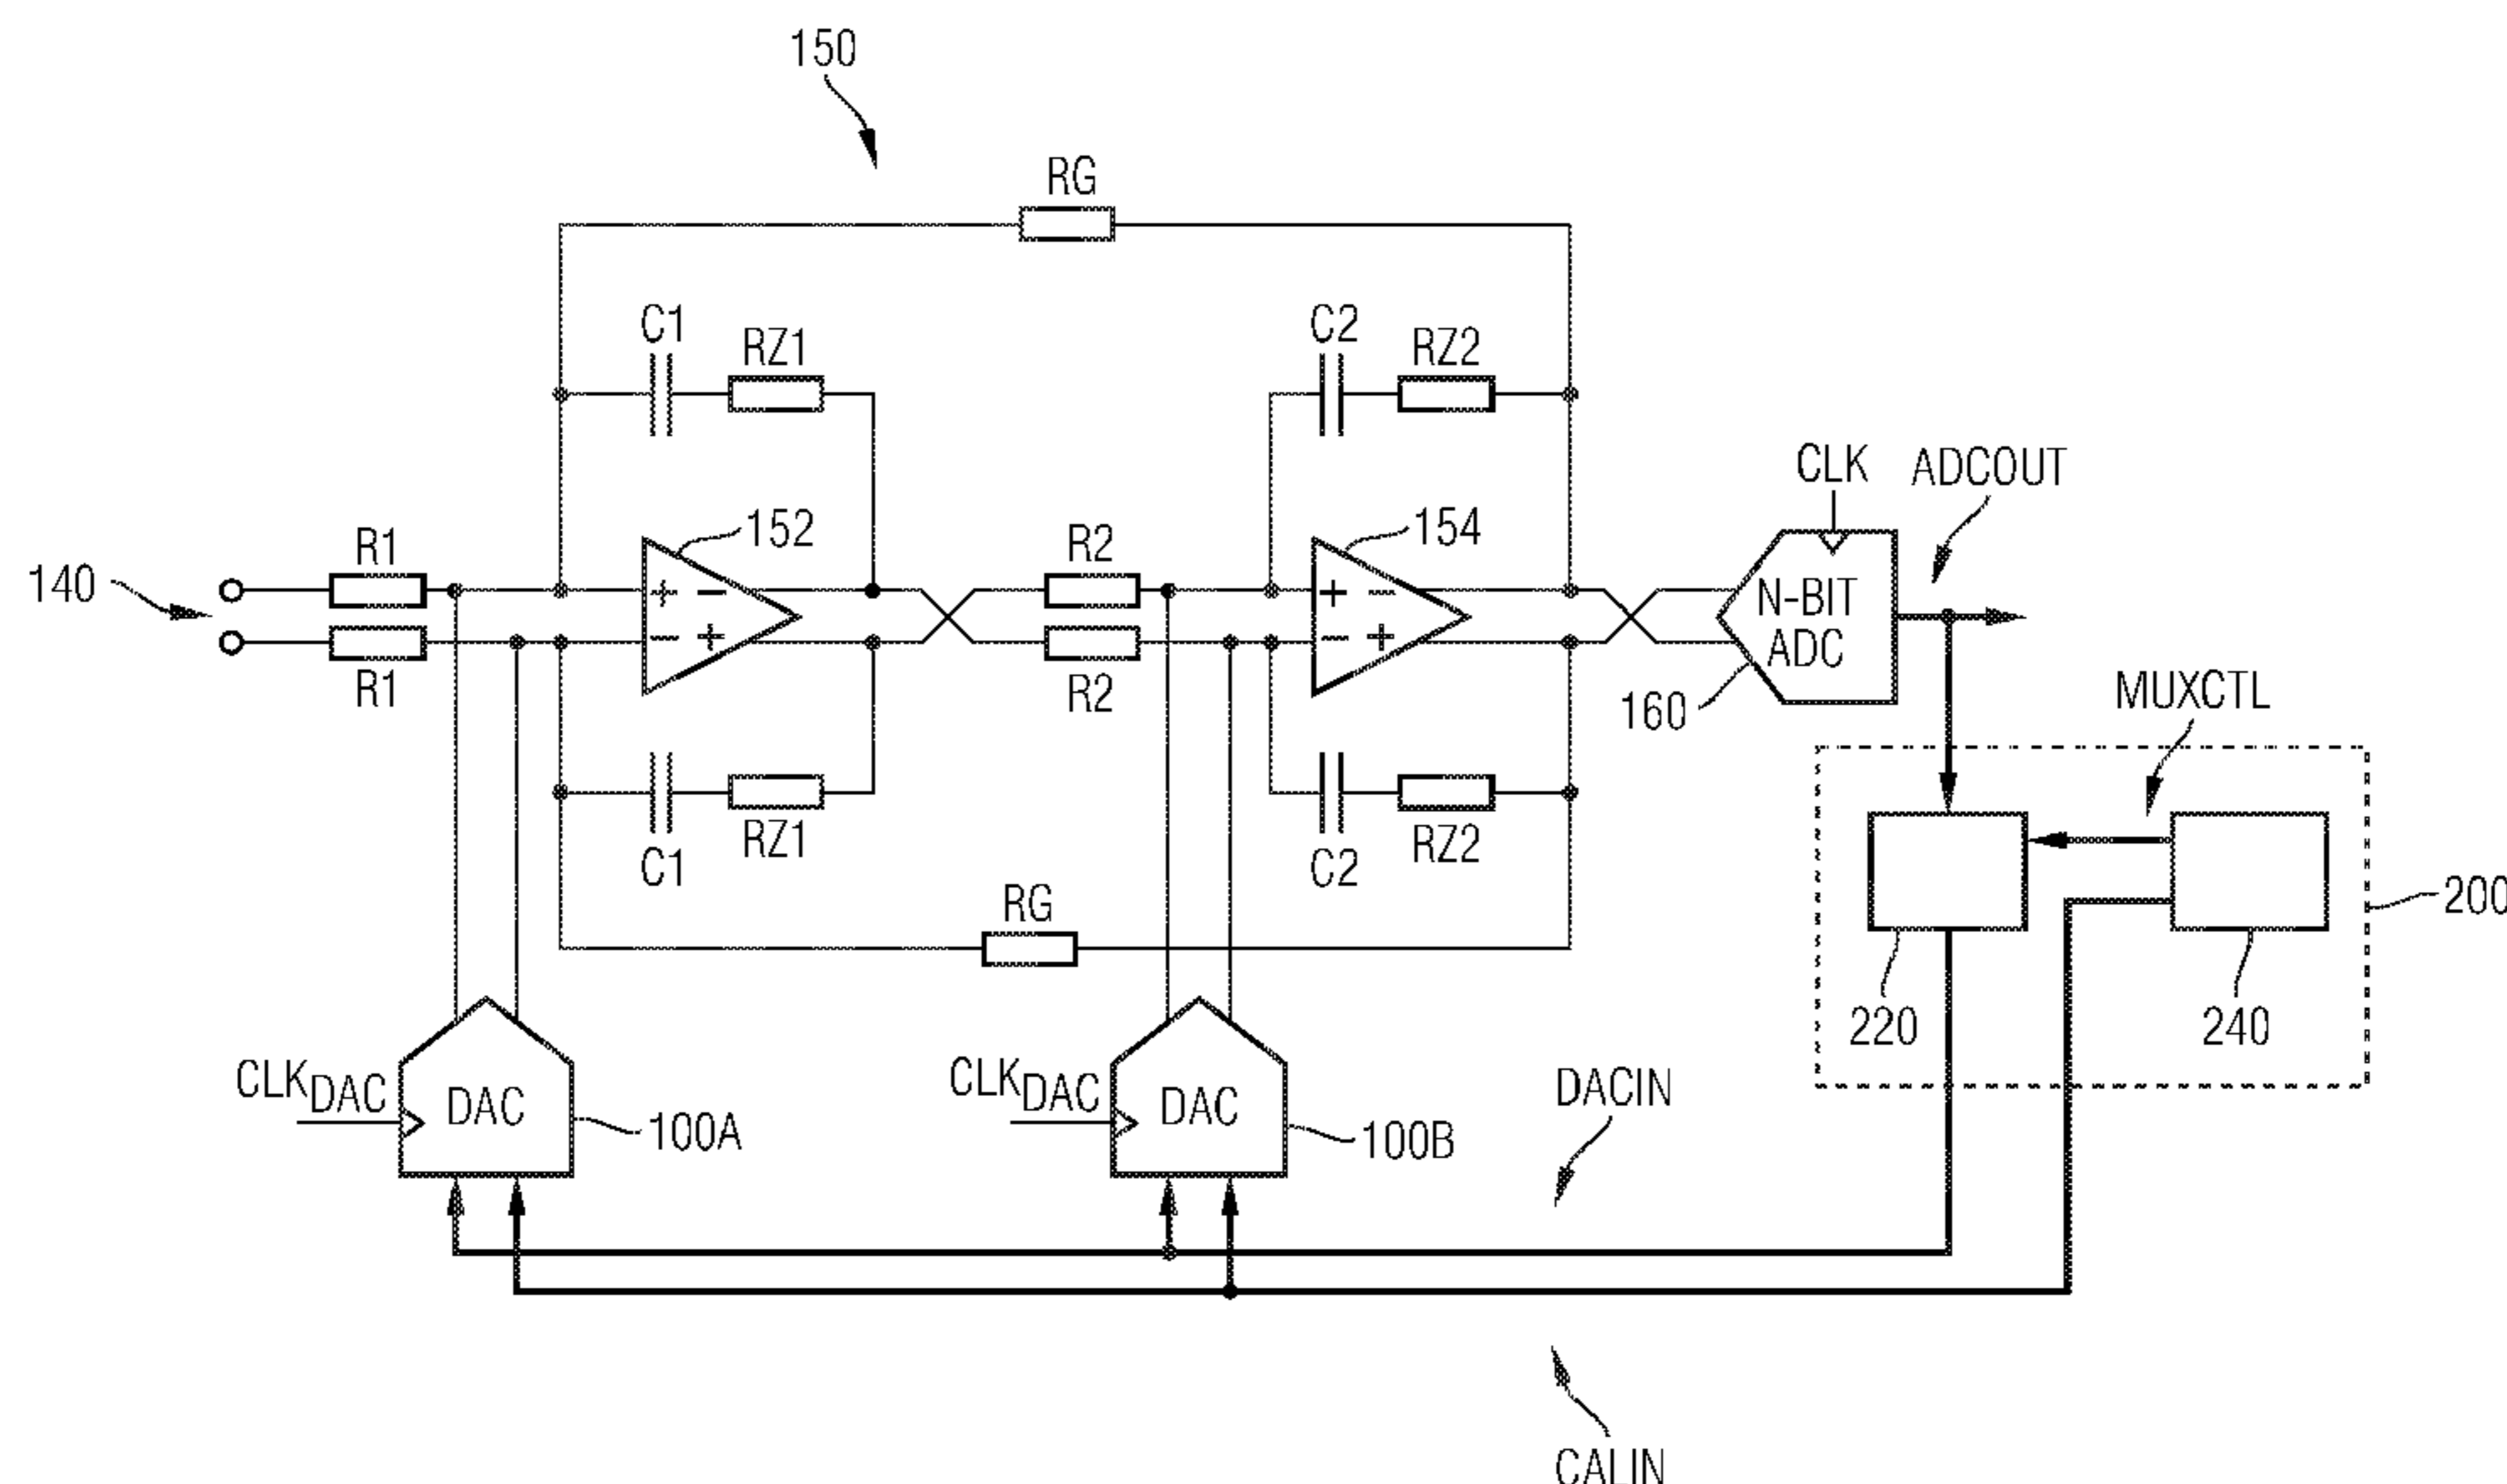 150
RG
C1
RZ1
C2
RZ2
CLK
ADCOUT
R1
152
R2
154
140
+ −
− +
+ −
− +
N-BIT
ADC
R1
R2
160
MUXCTL
C1
RZ1
C2
RZ2
RG
200
220
240
CLKDAC
DAC
100A
CLKDAC
DAC
100B
DACIN
CALIN